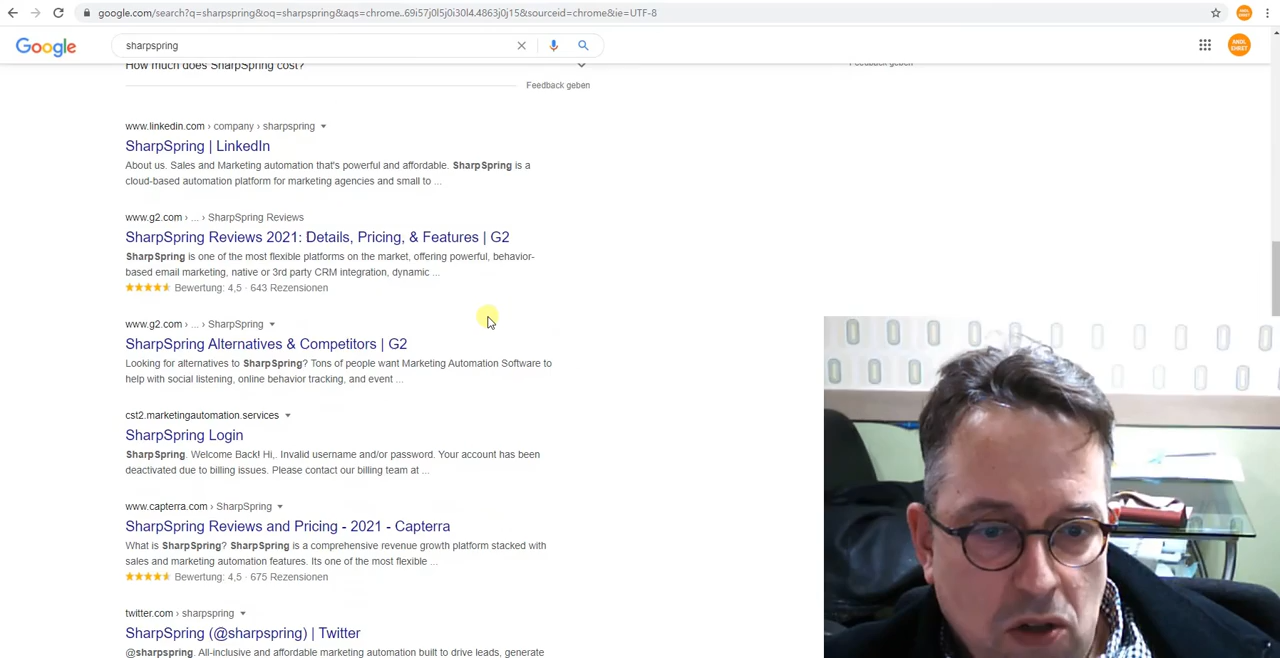 google.com/search?q=sharpspring&oq=sharpspring&aqs=chrome..69i57j0l5j0i30l4.4863j0j15&sourceid=chrome&ie=UTF-8
Google
sharpspring
ANDL EHRET
How much does SharpSpring cost?
Feedback geben
Feedback geben
www.linkedin.com › company › sharpspring
SharpSpring | LinkedIn
About us. Sales and Marketing automation that's powerful and affordable. SharpSpring is a
cloud-based automation platform for marketing agencies and small to ...
www.g2.com › ... › SharpSpring Reviews
SharpSpring Reviews 2021: Details, Pricing, & Features | G2
SharpSpring is one of the most flexible platforms on the market, offering powerful, behavior-
based email marketing, native or 3rd party CRM integration, dynamic ...
Bewertung: 4,5 · 643 Rezensionen
www.g2.com › ... › SharpSpring
SharpSpring Alternatives & Competitors | G2
Looking for alternatives to SharpSpring? Tons of people want Marketing Automation Software to
help with social listening, online behavior tracking, and event ...
cst2.marketingautomation.services
SharpSpring Login
SharpSpring. Welcome Back! Hi,. Invalid username and/or password. Your account has been
deactivated due to billing issues. Please contact our billing team at ...
www.capterra.com › SharpSpring
SharpSpring Reviews and Pricing - 2021 - Capterra
What is SharpSpring? SharpSpring is a comprehensive revenue growth platform stacked with
sales and marketing automation features. Its one of the most flexible ...
Bewertung: 4,5 · 675 Rezensionen
twitter.com › sharpspring
SharpSpring (@sharpspring) | Twitter
@sharpspring. All-inclusive and affordable marketing automation built to drive leads, generate